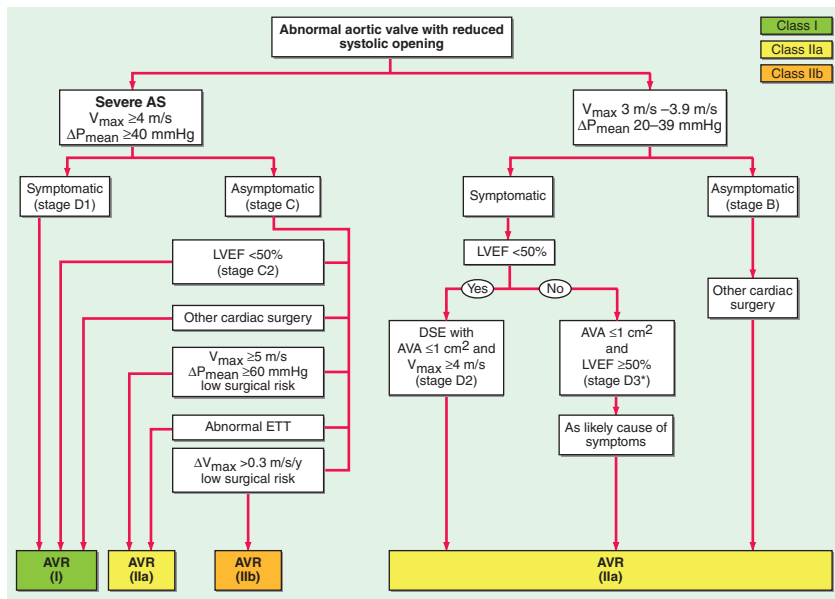 Abnormal aortic valve with reduced
systolic opening
Class I
Class IIa
Class IIb
Severe AS
Vmax ≥4 m/s
ΔPmean ≥40 mmHg
Vmax 3 m/s –3.9 m/s
ΔPmean 20–39 mmHg
Symptomatic
(stage D1)
Asymptomatic
(stage C)
Symptomatic
Asymptomatic
(stage B)
LVEF <50%
(stage C2)
LVEF <50%
Other cardiac surgery
Yes
No
Other cardiac
surgery
Vmax ≥5 m/s
ΔPmean ≥60 mmHg
low surgical risk
DSE with
AVA ≤1 cm2 and
Vmax ≥4 m/s
(stage D2)
AVA ≤1 cm2
and
LVEF ≥50%
(stage D3*)
Abnormal ETT
As likely cause of
symptoms
ΔVmax >0.3 m/s/y
low surgical risk
AVR
(I)
AVR
(IIa)
AVR
(IIb)
AVR
(IIa)